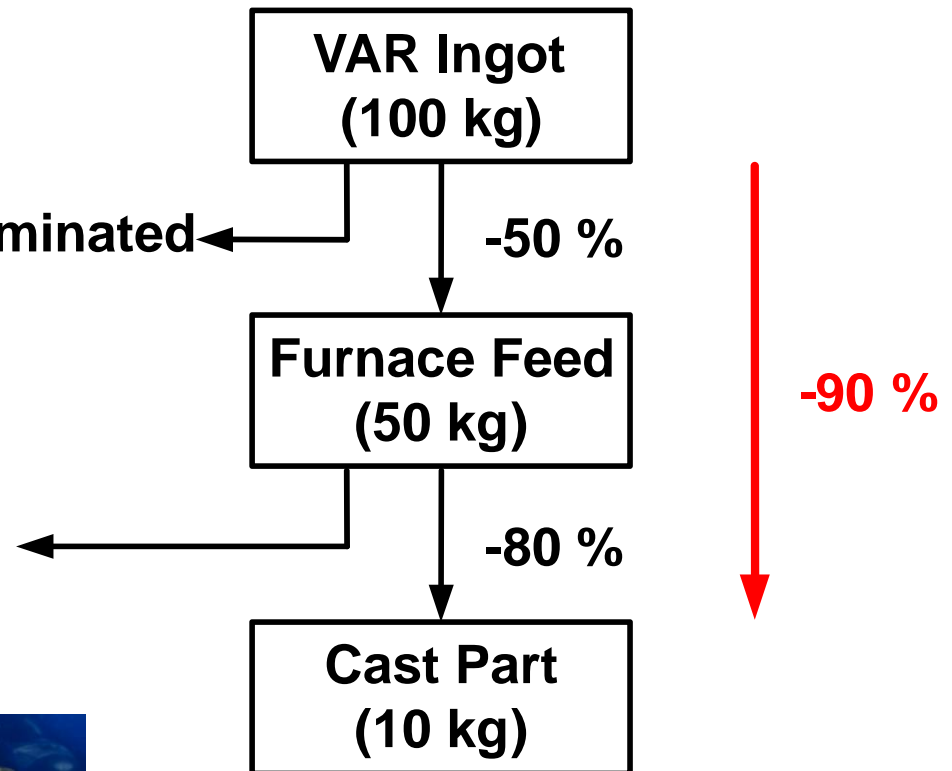 VAR Ingot
(100 kg)
minated
-50 %
Furnace Feed
(50 kg)
-90 %
-80 %
Cast Part
(10 kg)